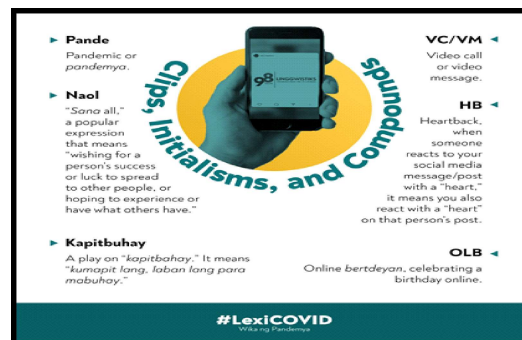 Pande
Pandemic or
pandemya.
Naol
"Sana all,"
a popular
expression
that means
"wishing for a
person's success
or luck to spread
to other people, or
hoping to experience or
have what others have."
Kapitbuhay
A play on "kapitbahay." It means
"kumapit lang, laban lang para
mabuhay."
98
LINGGWISTIKS
Clips, Initialisms, and Compounds
VC/VM
Video call
or video
message.
HB
Heartback,
when
someone
reacts to your
social media
message/post
with a "heart,"
it means you also
react with a "heart"
on that person's post.
OLB
Online bertdeyan, celebrating a
birthday online.
#LexiCOVID
Wika ng Pandemya